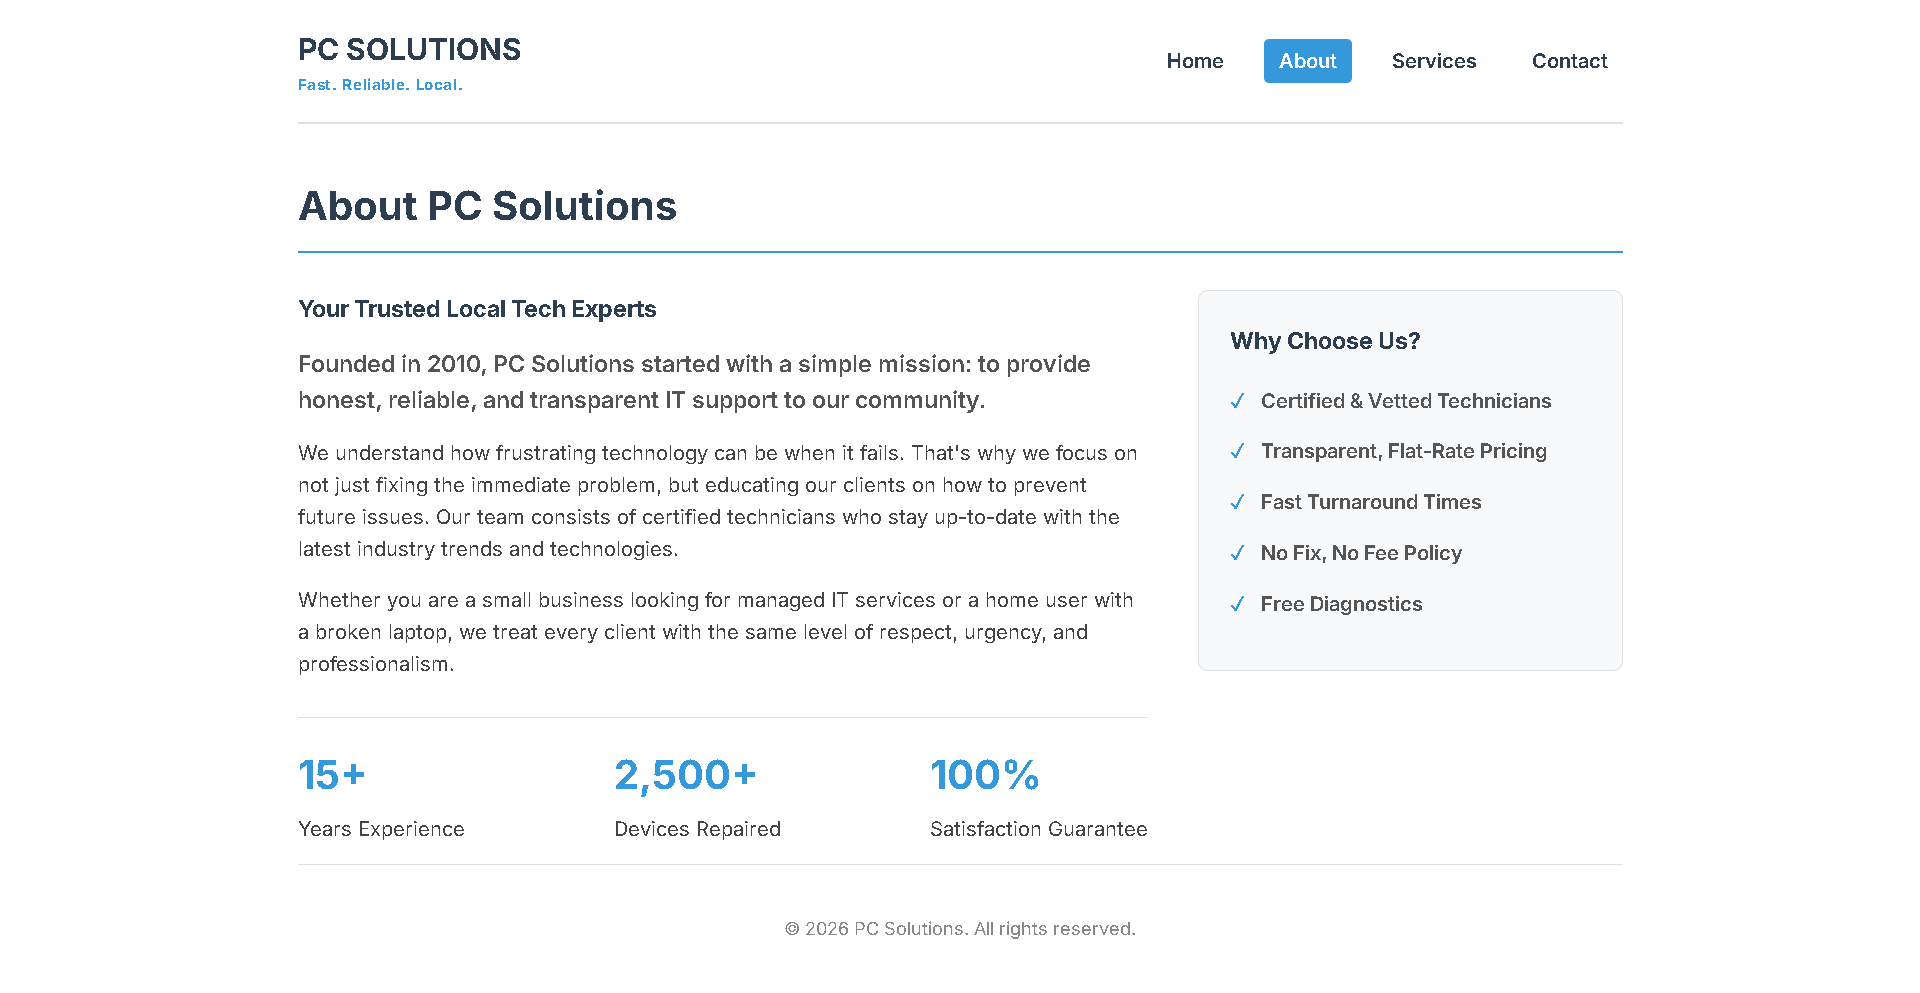 PC SOLUTIONS
Fast. Reliable. Local.
Home
About
Services
Contact
About PC Solutions
Your Trusted Local Tech Experts
Founded in 2010, PC Solutions started with a simple mission: to provide
honest, reliable, and transparent IT support to our community.
We understand how frustrating technology can be when it fails. That's why we focus on
not just fixing the immediate problem, but educating our clients on how to prevent
future issues. Our team consists of certified technicians who stay up-to-date with the
latest industry trends and technologies.
Whether you are a small business looking for managed IT services or a home user with
a broken laptop, we treat every client with the same level of respect, urgency, and
professionalism.
15+
Years Experience
2,500+
Devices Repaired
100%
Satisfaction Guarantee
Why Choose Us?
✓ Certified & Vetted Technicians
✓ Transparent, Flat-Rate Pricing
✓ Fast Turnaround Times
✓ No Fix, No Fee Policy
✓ Free Diagnostics
© 2026 PC Solutions. All rights reserved.